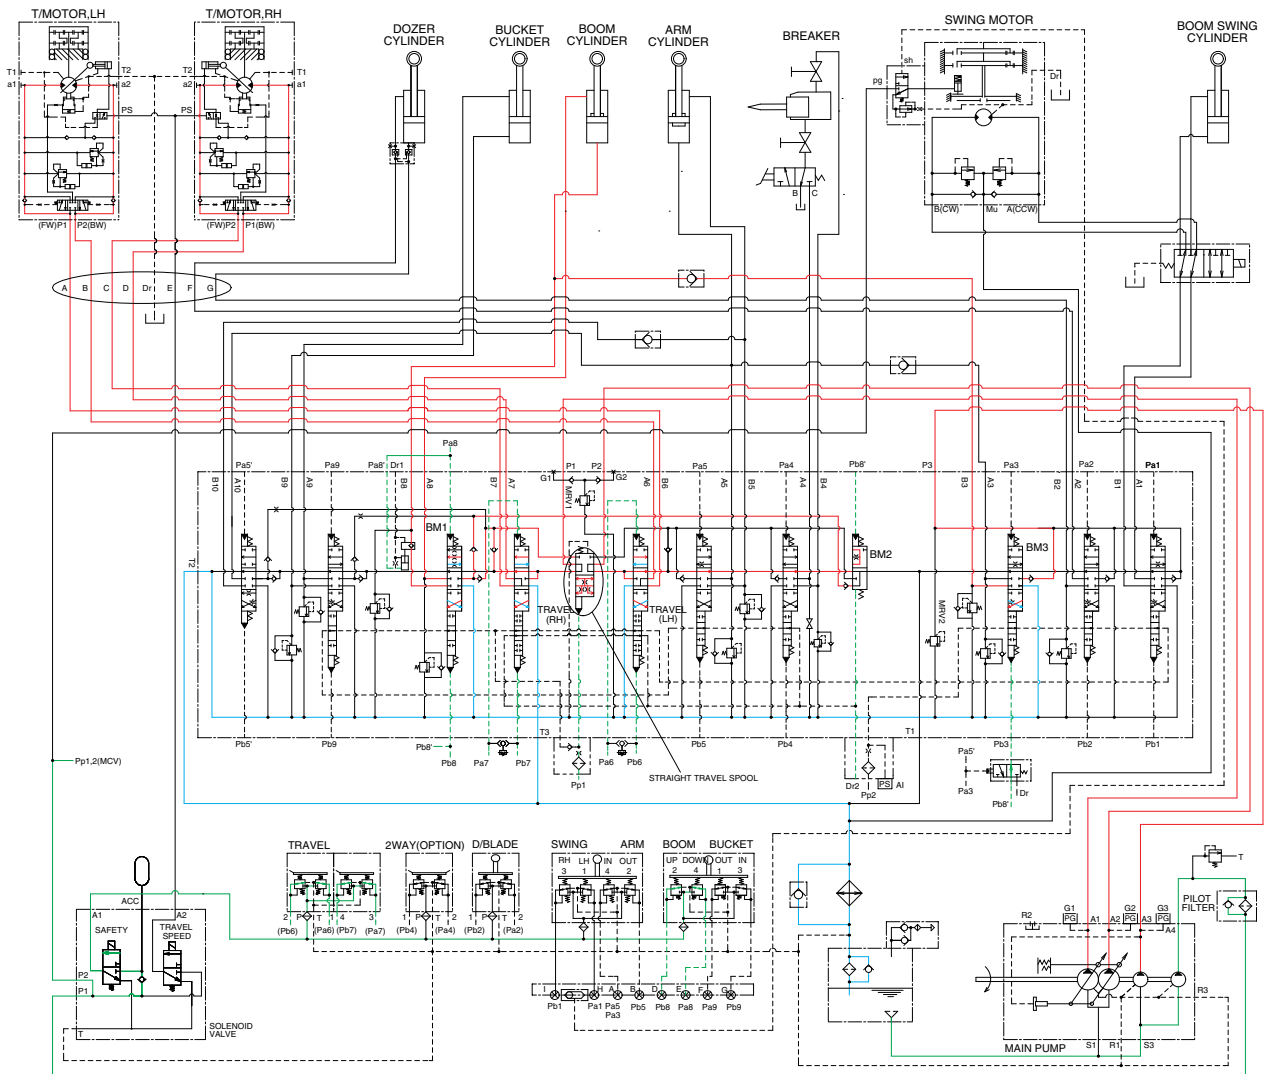 T/MOTOR,LH
T/MOTOR,RH
DOZER
CYLINDER
BUCKET
CYLINDER
BOOM
CYLINDER
ARM
CYLINDER
BREAKER
SWING MOTOR
BOOM SWING
CYLINDER
T1
T2
T2
T1
a1
a2
a2
a1
PS
PS
sh
pg
Dr
B
C
B(CW)
Mu
A(CCW)
(FW)P1
P2(BW)
(FW)P2
P1(BW)
A
B
C
D
Dr
E
F
G
Pa8
Pa5'
Pa9
Pa8'
Dr1
P1
P2
Pa5
Pa4
Pb8'
P3
Pa3
Pa2
Pa1
G1
G2
B10
A10
B9
A9
B8
A8
B7
A7
MRV1
A6
B6
A5
B5
A4
B4
B3
A3
B2
A2
B1
A1
BM1
BM2
BM3
T2
TRAVEL
(RH)
TRAVEL
(LH)
MRV2
Pb5'
Pb9
Pb8'
Pb8
Pa7
Pb7
T3
Pp1
Pa6
Pb6
Pb5
Pb4
T1
Pb3
Pb2
Pb1
STRAIGHT TRAVEL SPOOL
Dr2
PS
AI
Pp2
Pa5'
Pa3
Dr
Pb8'
Pp1,2(MCV)
TRAVEL
2WAY(OPTION)
D/BLADE
SWING
ARM
BOOM
BUCKET
RH
LH
IN
OUT
UP
DOWN
OUT
IN
3
1
4
2
2
4
1
3
2
P
T
1
4
3
(Pb6)
(Pa6)
(Pb7)
(Pa7)
1
P
T
2
(Pb4)
(Pa4)
1
P
T
2
(Pb2)
(Pa2)
ACC
A1
A2
SAFETY
TRAVEL
SPEED
P2
P1
T
SOLENOID
VALVE
I
H
A
B
D
E
F
G
Pb1
Pa1
Pa5
Pb5
Pb8
Pa8
Pa9
Pb9
Pa3
T
PILOT
FILTER
R2
G1
G2
G3
PG
PG
PG
A1
A2
A3
A4
R3
MAIN PUMP
S1
R1
S3